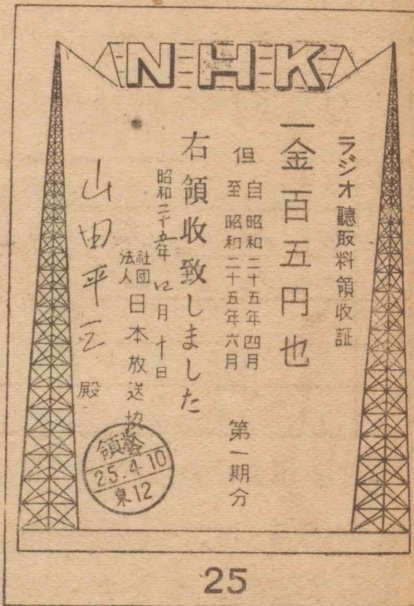 NHK
ラジオ聽取料領収証
一金百五円也
但 自 昭和二十五年四月
至 昭和二十五年六月
第一期分
右領收致しました
昭和二十五年四月十日
社団法人 日本放送協
山田平三 殿
領
25.4.10
東12
25